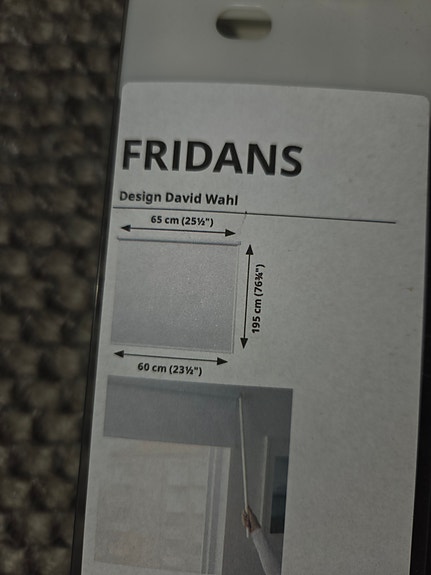 FRIDANS
Design David Wahl
65 cm (25½")
195 cm (76¾")
60 cm (23½")